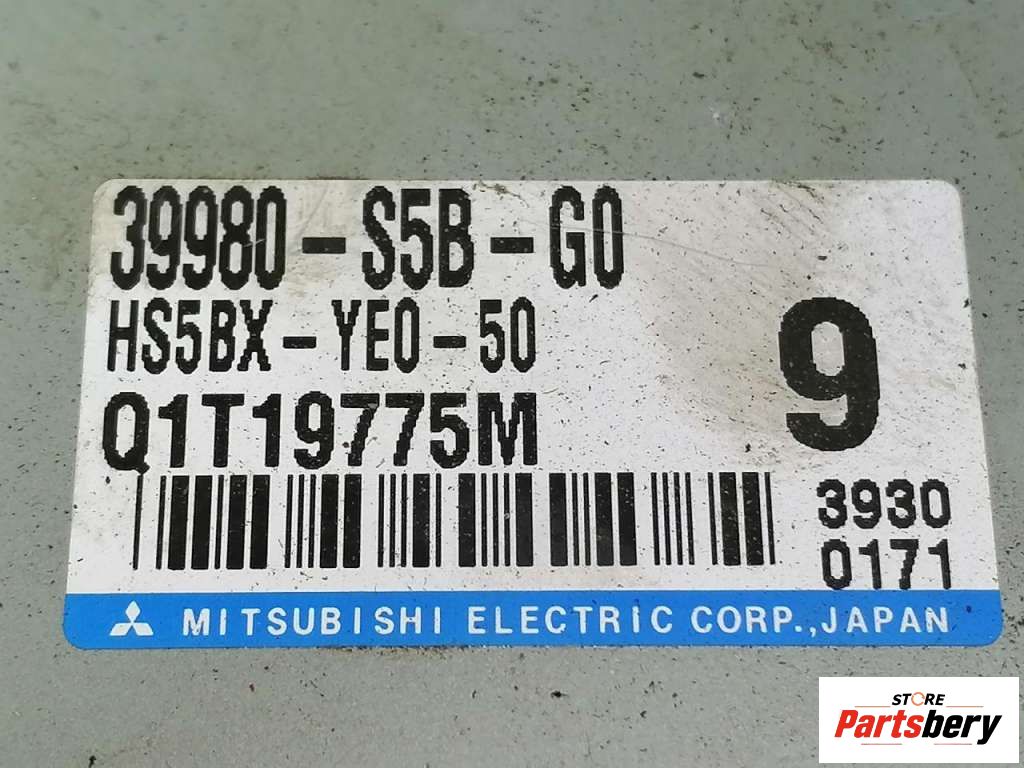 39980-S5B-G0
HS5BX-YE0-50
Q1T19775M
9
3930
0171
MITSUBISHI ELECTRIC CORP.,JAPAN
STORE
Partsbery